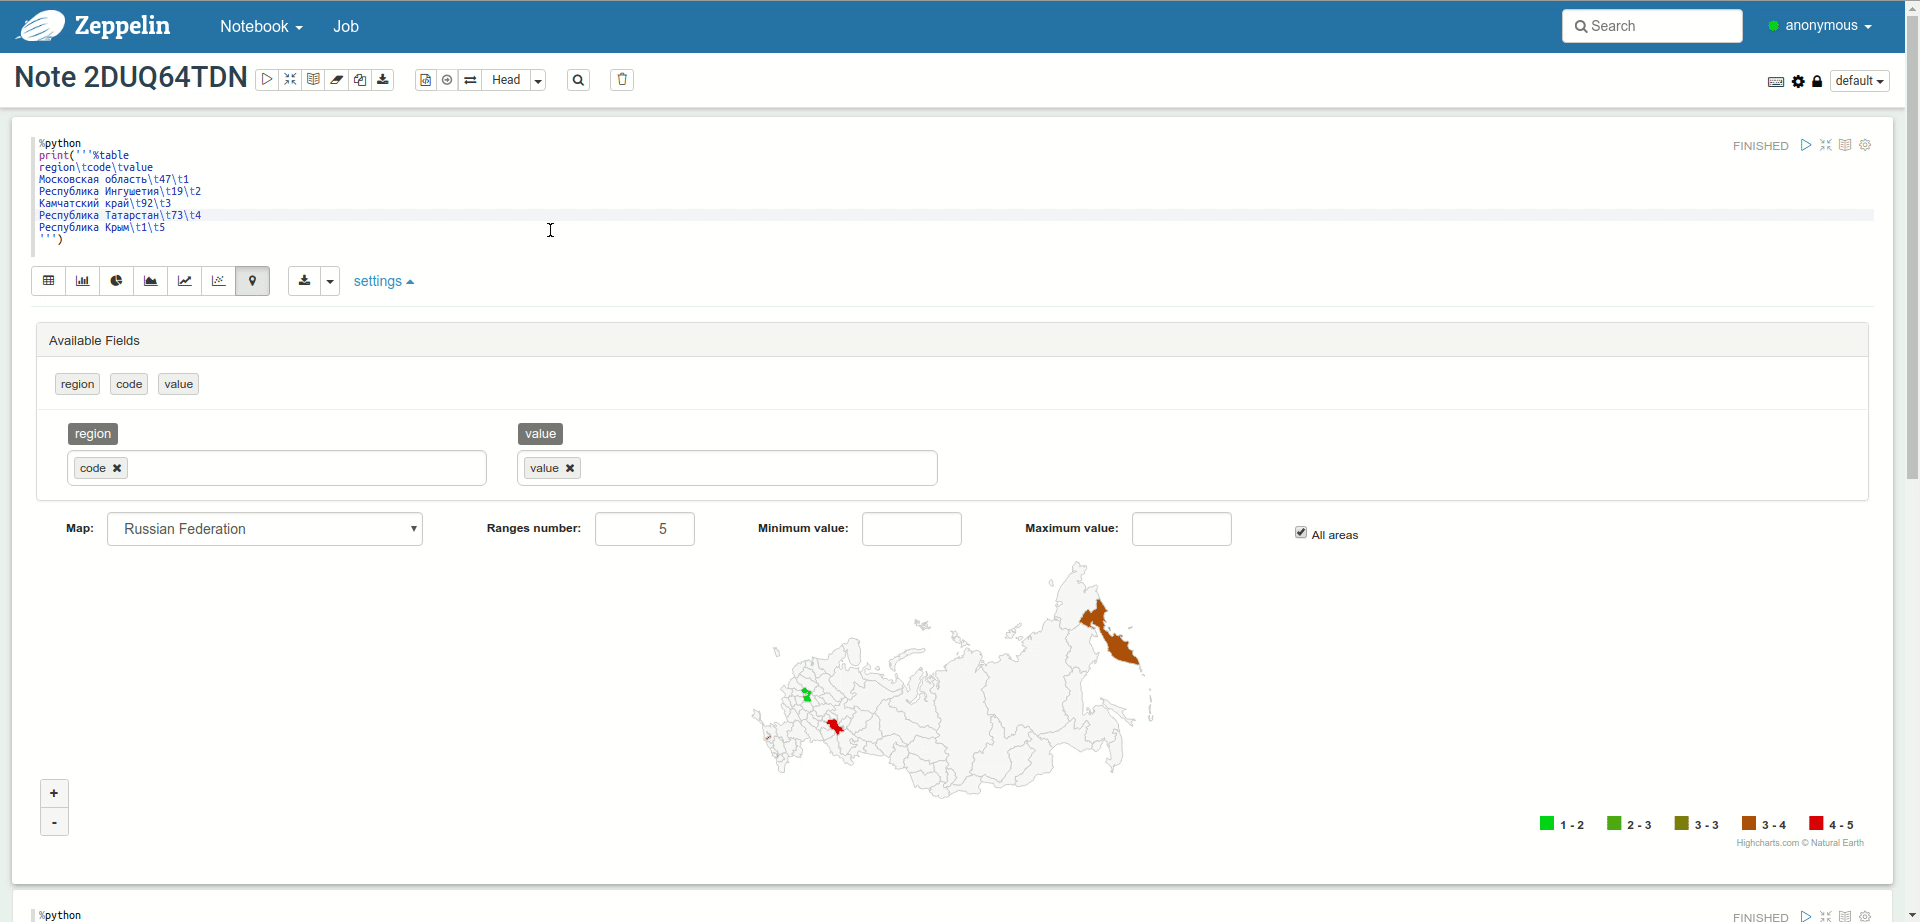 Zeppelin Notebook Job Search anonymous
Note 2DUQ64TDN Head default
%python
print('''%table
region\tcode\tvalue
Московская область\t47\t1
Республика Ингушетия\t19\t2
Камчатский край\t92\t3
Республика Татарстан\t73\t4
Республика Крым\t1\t5
''')
FINISHED
settings
Available Fields
region code value
region value
code ✖ value ✖
Map: Russian Federation Ranges number: 5 Minimum value: Maximum value: All areas
+
-
1 - 2 2 - 3 3 - 3 3 - 4 4 - 5
Highcharts.com © Natural Earth
%python
FINISHED